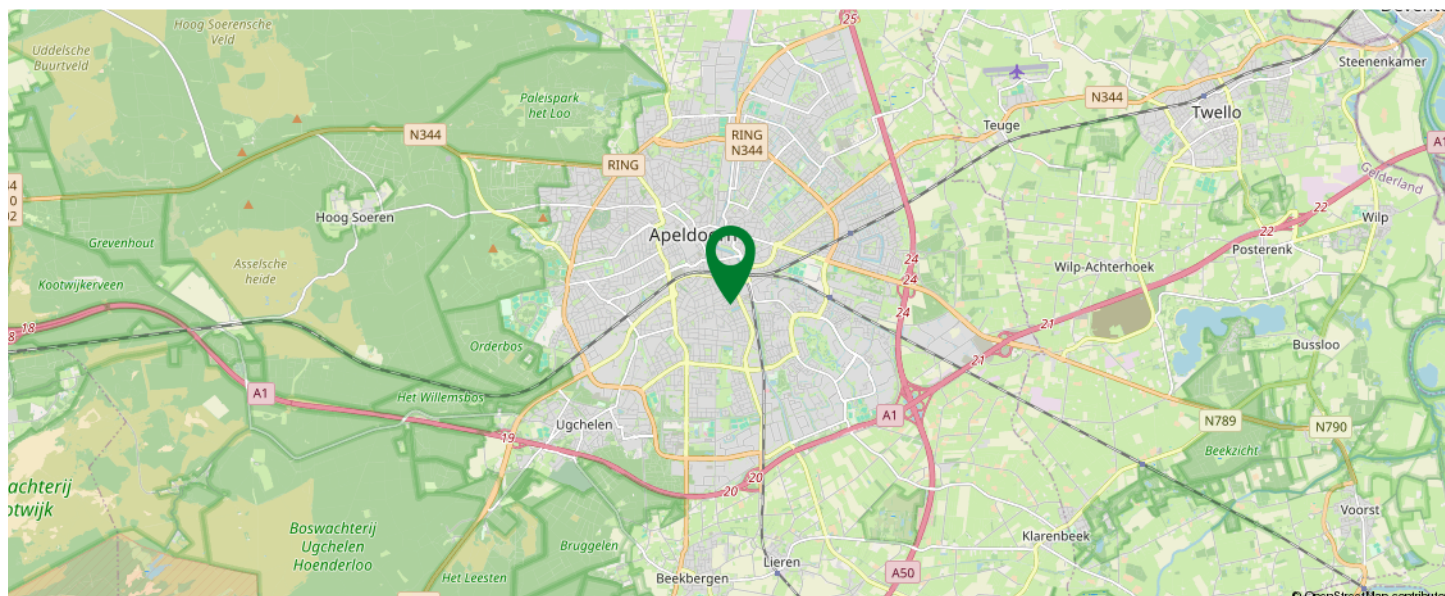 Hoog Soerensche
Veld
25
Uddelsche
Buurtveld
Steenenkamer
Paleispark
het Loo
N344
Twello
Teuge
N344
RING
N344
RING
A1
Gelderland
22
Hoog Soeren
Wilp
22
Grevenhout
Apeldoorn
Posterenk
Asselsche
heide
24
Wilp-Achterhoek
24
Kootwijkerveen
24
18
21
Orderbos
Bussloo
21
A1
Het Willemsbos
A1
N789
N790
Ugchelen
19
Beekzicht
20
20
Boswachterij
Ugchelen
Hoenderloo
Voorst
Klarenbeek
Bruggelen
Lieren
A50
Het Leesten
Beekbergen
© OpenStreetMap contributor